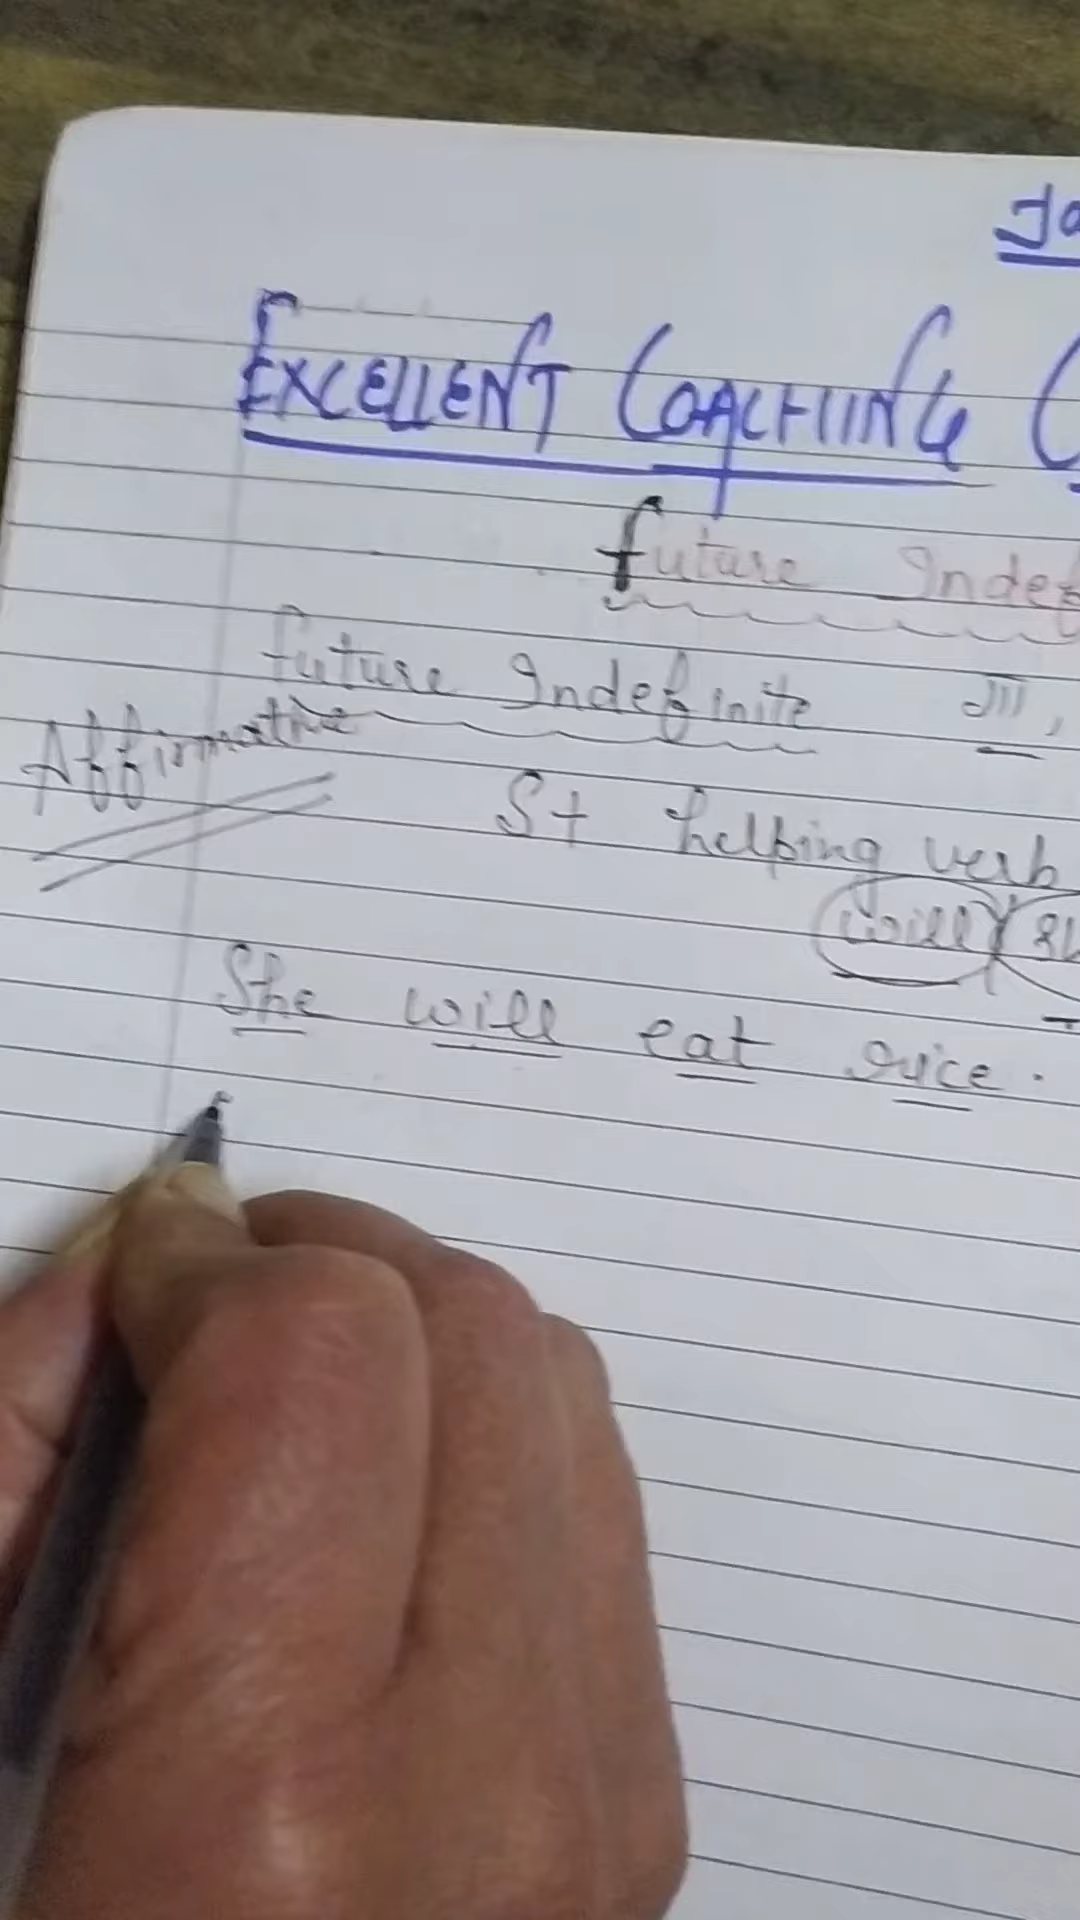 EXCELLENT COACHING
Future Indef
Future Indefinite गा,
Affirmative
S+ helping verb
will
She will eat rice.